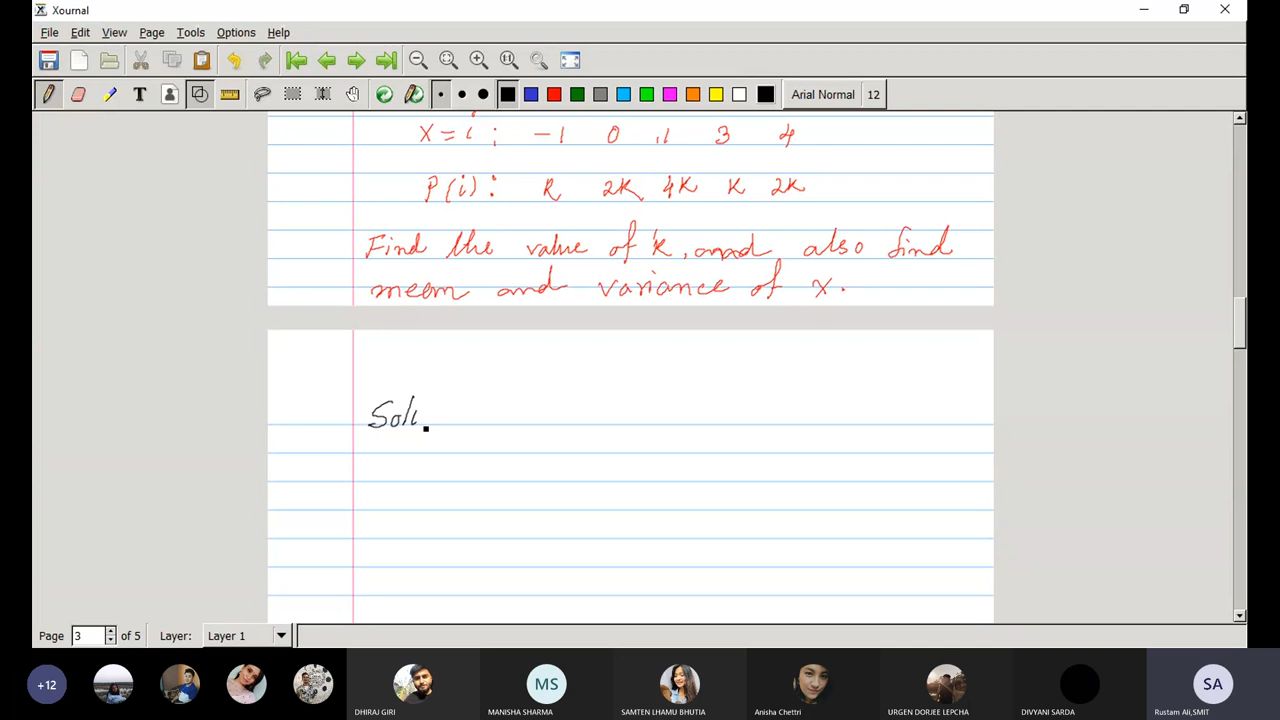 Xournal
File Edit View Page Tools Options Help
Arial Normal 12
X = i : -1 0 1 3 4
P(i) : k 2k 4k k 2k
Find the value of k, and also find
mean and variance of X.
Sol
Page 3 of 5 Layer: Layer 1
+12 DHIRAJ GIRI MS MANISHA SHARMA SAMTEN LHAMU BHUTIA Anisha Chettri URGEN DORJEE LEPCHA DIVYANI SARDA SA Rustam Ali,SMIT